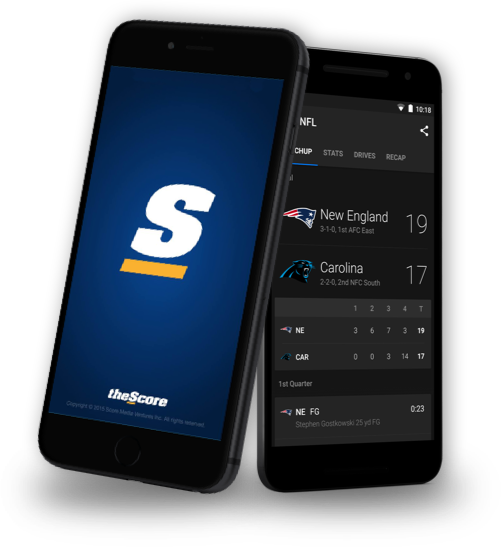 S
theScore
Copyright © 2015 Score Media Ventures Inc. All rights reserved.
10:18
NFL
CHUP STATS DRIVES RECAP
New England 19
3-1-0, 1st AFC East
Carolina 17
2-2-0, 2nd NFC South
1 2 3 4 T
NE 3 6 7 3 19
CAR 0 0 3 14 17
1st Quarter
NE FG 0:23
Stephen Gostkowski 25 yd FG